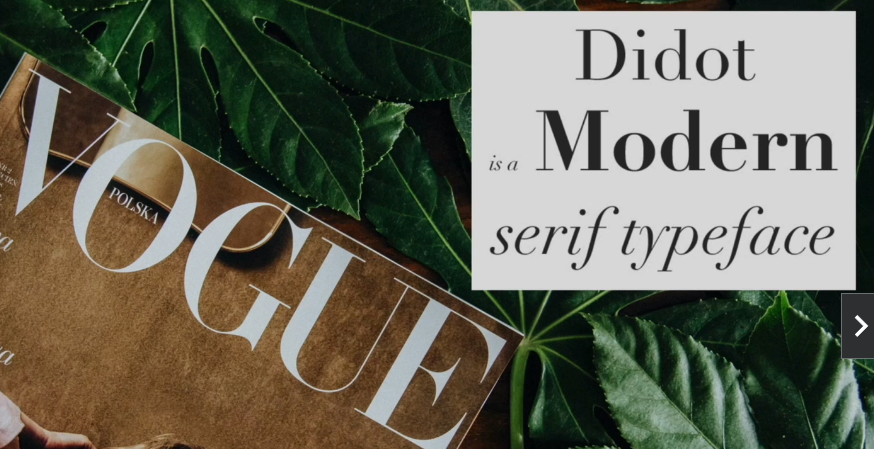 VOGUE
POLSKA
Didot
is a Modern
serif typeface